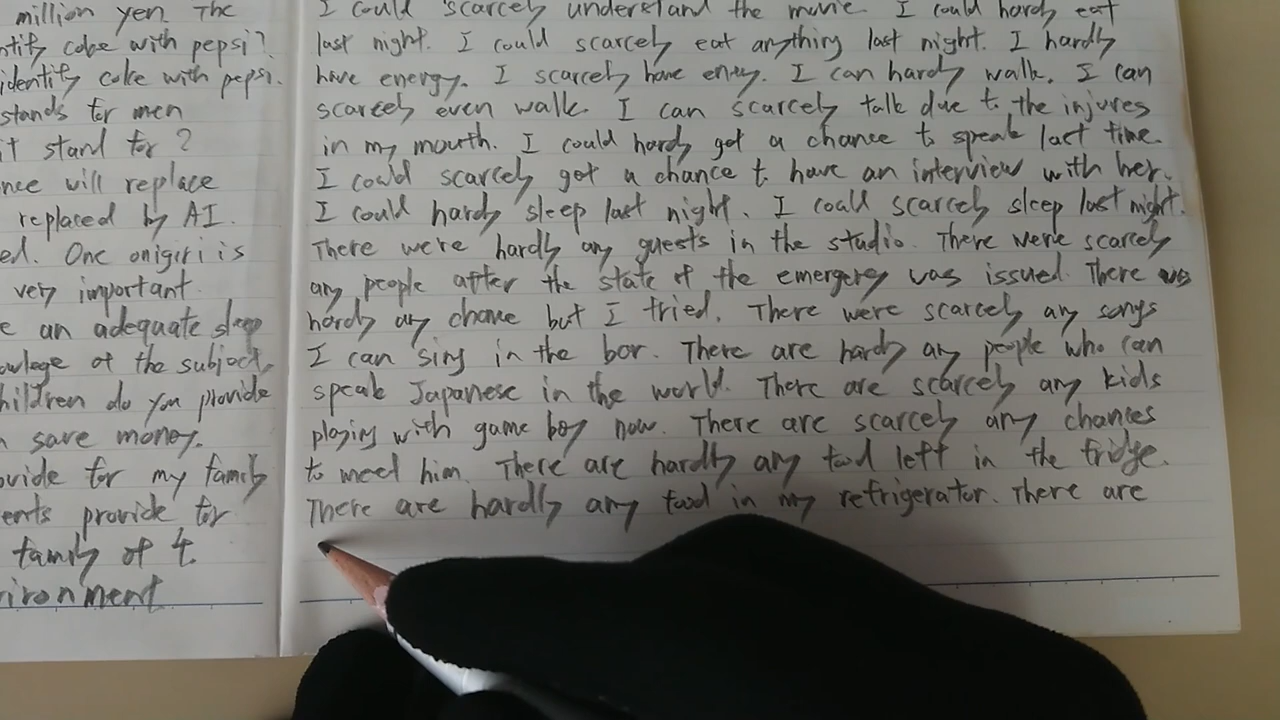 million yen. The
ntify coke with pepsi?
identify coke with pepsi.
stands for men
it stand for?
nce will replace
replaced by AI.
ed. One onigiri is
very important.
e an adequate sleep
owlege of the subject,
hildren do you provide
n save money.
ovide for my family
ents provide for
family of 4.
ironment
I could scarcely understand the movie. I could hardly eat
last night. I could scarcely eat anything last night. I hardly
have energy. I scarcely have enery. I can hardly walk. I can
scarcely even walk. I can scarcely talk due to the injures
in my mouth. I could hardly get a chance to speak last time.
I could scarcely get a chance to have an interview with her.
I could hardly sleep last night. I could scarcely sleep last night.
There were hardly any guests in the studio. There were scarcely
any people after the state of the emergency was issued. There was
hardly any chance but I tried. There were scarcely any songs
I can sing in the bar. There are hardly any people who can
speak Japanese in the world. There are scarcely any kids
playing with game boy now. There are scarcely any chances
to meet him. There are hardly any food left in the fridge.
There are hardly any food in my refrigerator. There are